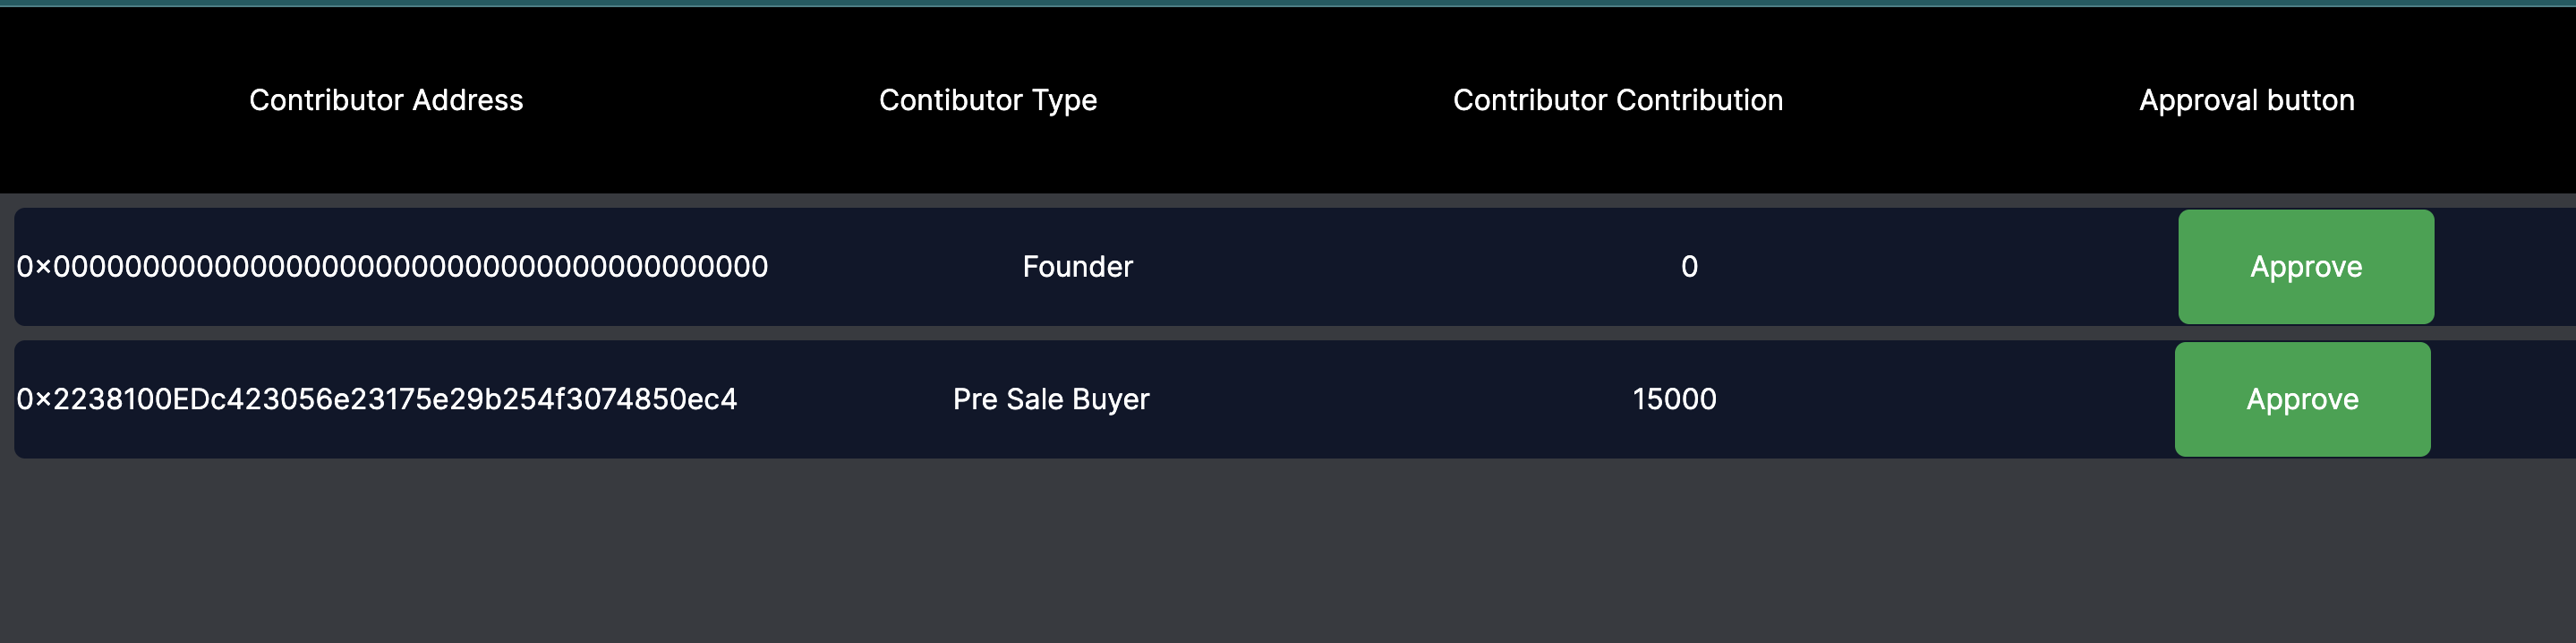 Contributor Address Contibutor Type Contributor Contribution Approval button
0x0000000000000000000000000000000000000000 Founder 0 Approve
0x2238100EDc423056e23175e29b254f3074850ec4 Pre Sale Buyer 15000 Approve